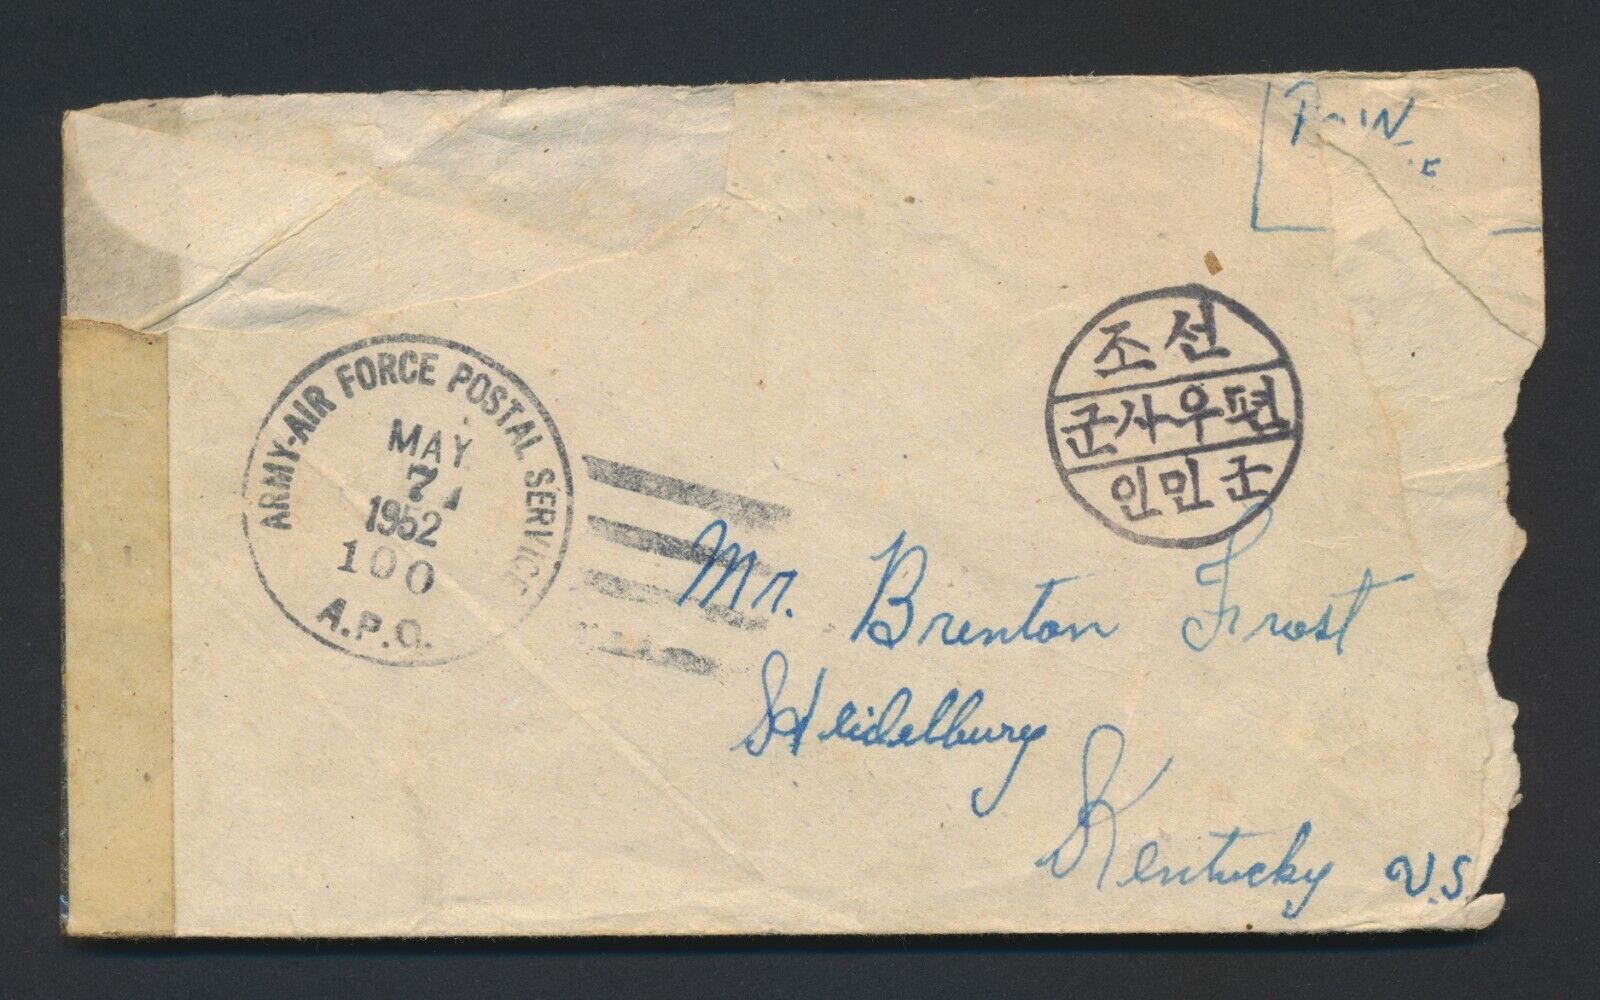 P.W.
ARMY-AIR FORCE POSTAL SERVICE
MAY
7
1952
100
A.P.O.
조선
군사우편
인민군
Mr. Brenton Frost
Heidelburg
Kentucky U.S.